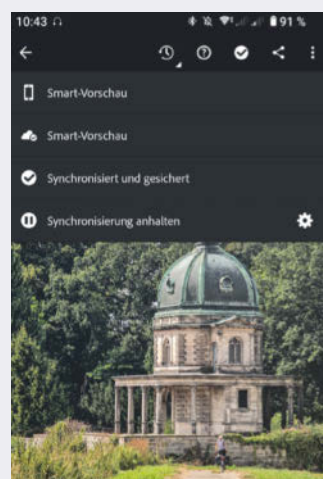 10:43 91 %
Smart-Vorschau
Smart-Vorschau
Synchronisiert und gesichert
Synchronisierung anhalten